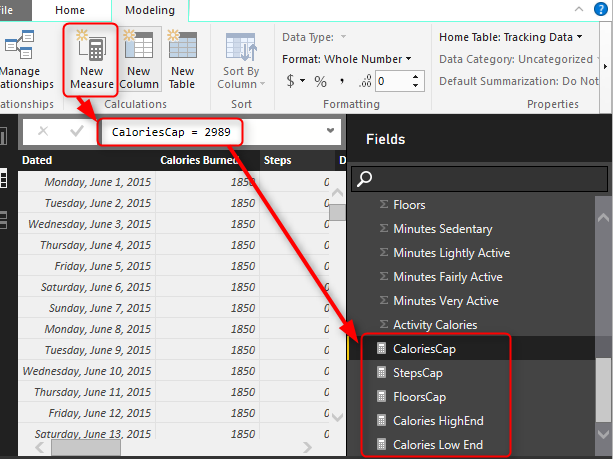 File Home Modeling
Manage Relationships
New Measure
New Column
New Table
Sort By Column
Data Type:
Format: Whole Number
$ % , .00 0
Home Table: Tracking Data
Data Category: Uncategorized
Default Summarization: Do Not
Relationships Calculations Sort Formatting Properties
CaloriesCap = 2989
Fields
Dated Calories Burned Steps D
Monday, June 1, 2015 1850 0
Tuesday, June 2, 2015 1850 0
Wednesday, June 3, 2015 1850 0
Thursday, June 4, 2015 1850 0
Friday, June 5, 2015 1850 0
Saturday, June 6, 2015 1850 0
Sunday, June 7, 2015 1850 0
Monday, June 8, 2015 1850 0
Tuesday, June 9, 2015 1850 0
Wednesday, June 10, 2015 1850 0
Thursday, June 11, 2015 1850 0
Friday, June 12, 2015 1850 0
Saturday, June 13, 2015 1850 0
Floors
Minutes Sedentary
Minutes Lightly Active
Minutes Fairly Active
Minutes Very Active
Activity Calories
CaloriesCap
StepsCap
FloorsCap
Calories HighEnd
Calories Low End